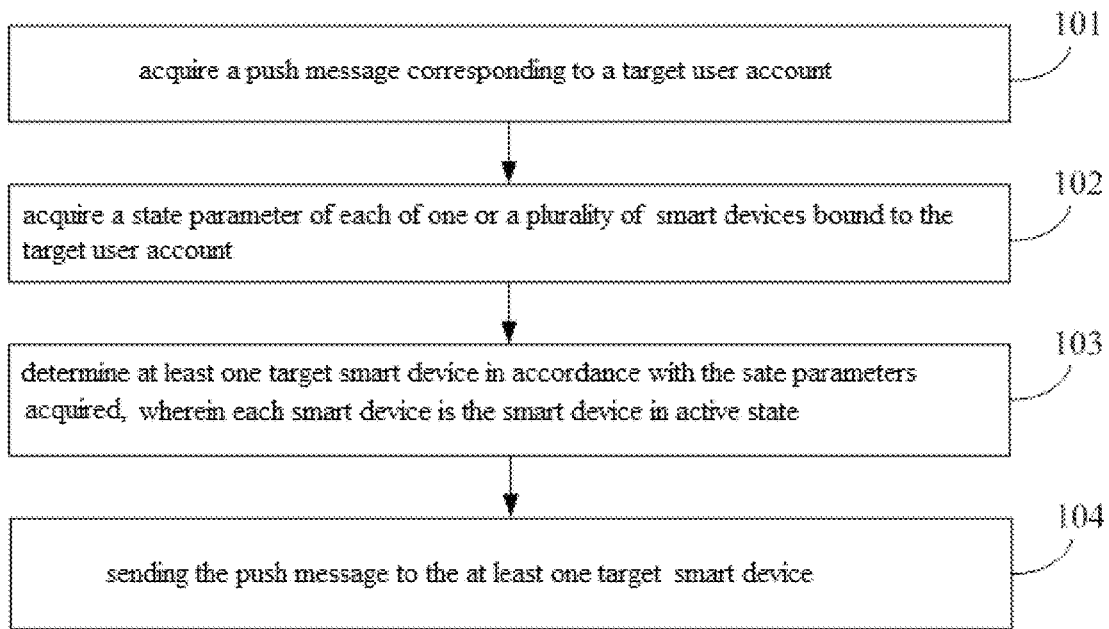 101
acquire a push message corresponding to a target user account
102
acquire a state parameter of each of one or a plurality of smart devices bound to the
target user account
103
determine at least one target smart device in accordance with the sate parameters
acquired, wherein each smart device is the smart device in active state
104
sending the push message to the at least one target smart device